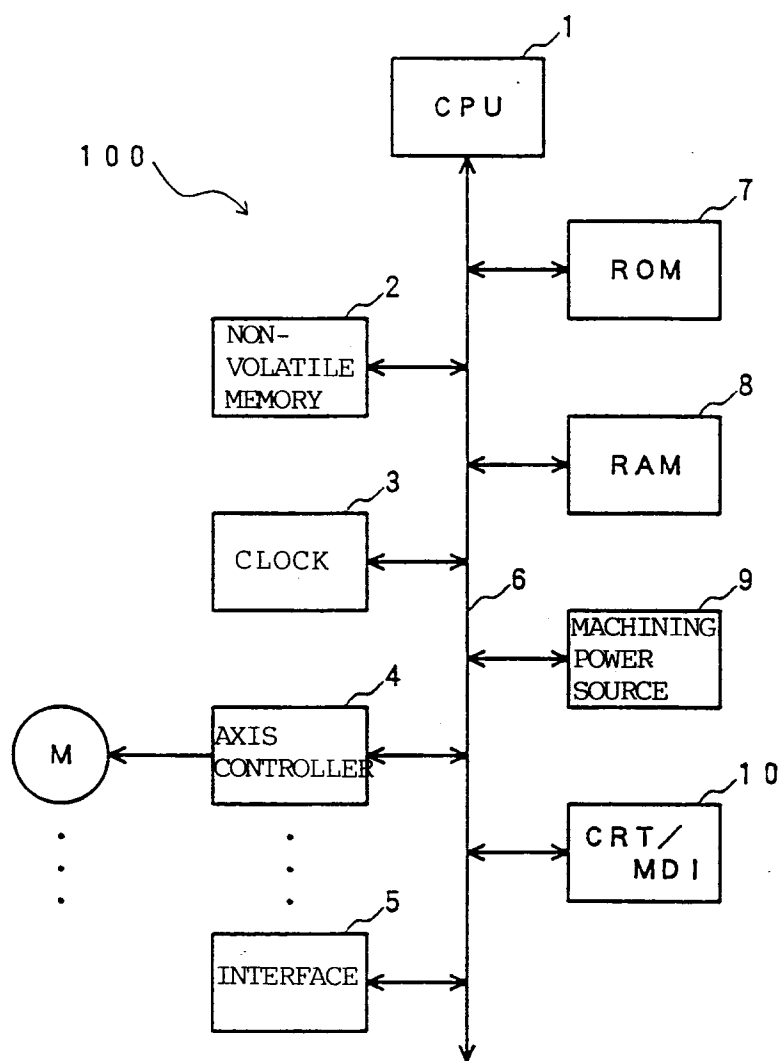 1
CPU
100
7
ROM
2
NON-
VOLATILE
MEMORY
8
RAM
3
CLOCK
6
9
MACHINING
POWER
SOURCE
4
M
AXIS
CONTROLLER
10
CRT/
MDI
5
INTERFACE